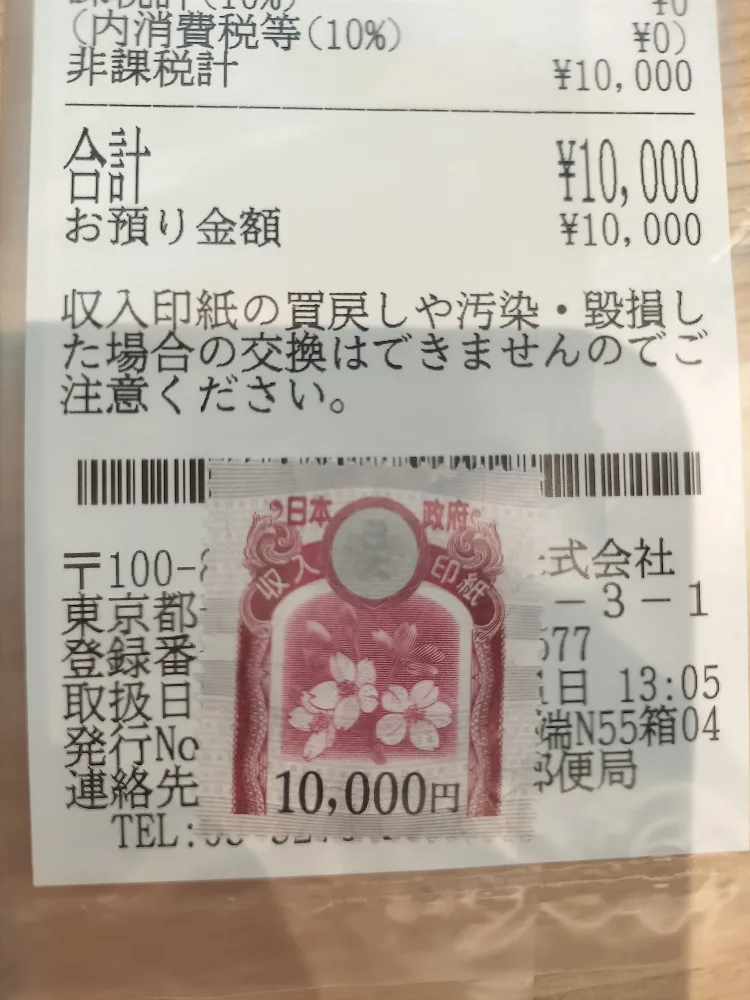 (内消費税等(10%) ¥0)
非課税計 ¥10,000
合計 ¥10,000
お預り金額 ¥10,000
収入印紙の買戻しや汚染・毀損し
た場合の交換はできませんのでご
注意ください。
日本 政府
収入 印紙
10,000円
〒100- 式会社
東京都 −3−1
登録番 577
取扱日 1日 13:05
発行No 端N55箱04
連絡先 郵便局
TEL: